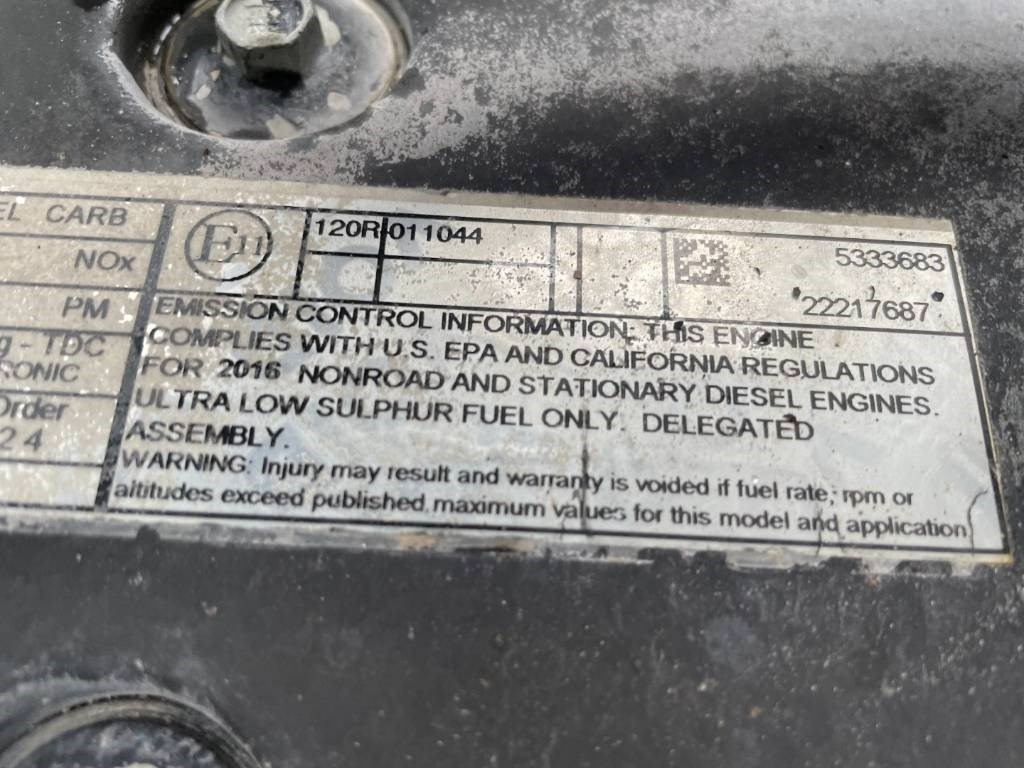 EL CARB
NOx
PM
g - TDC
RONIC
Order
2 4
E11
120R-011044
5333683
22217687
EMISSION CONTROL INFORMATION: THIS ENGINE
COMPLIES WITH U.S. EPA AND CALIFORNIA REGULATIONS
FOR 2016 NONROAD AND STATIONARY DIESEL ENGINES.
ULTRA LOW SULPHUR FUEL ONLY. DELEGATED
ASSEMBLY.
WARNING: Injury may result and warranty is voided if fuel rate, rpm or
altitudes exceed published maximum values for this model and application